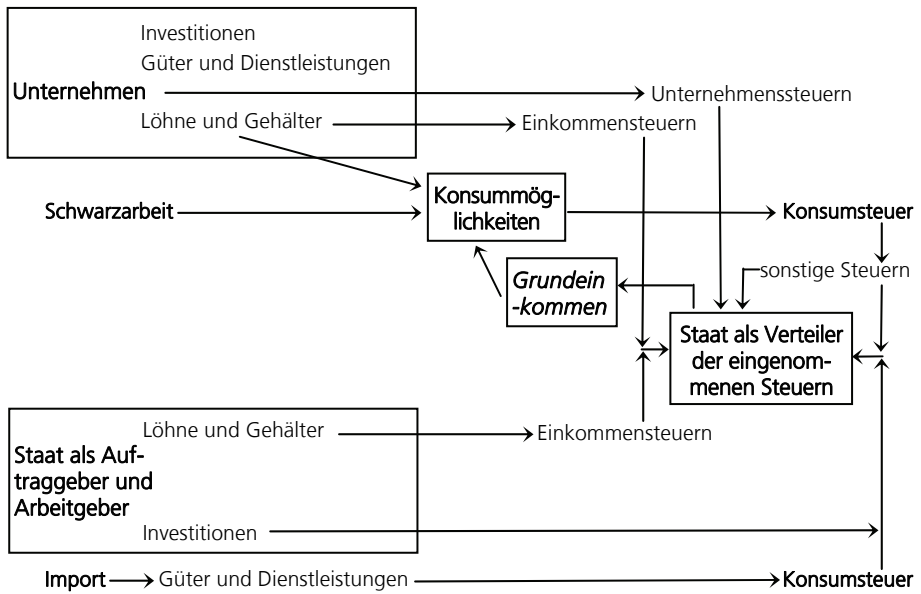 Investitionen
Güter und Dienstleistungen
Unternehmen
Unternehmenssteuern
Löhne und Gehälter
Einkommensteuern
Schwarzarbeit
Konsummög-
lichkeiten
Konsumsteuer
sonstige Steuern
Grundein
-kommen
Staat als Verteiler
der eingenom-
menen Steuern
Löhne und Gehälter
Einkommensteuern
Staat als Auf-
traggeber und
Arbeitgeber
Investitionen
Import
Güter und Dienstleistungen
Konsumsteuer